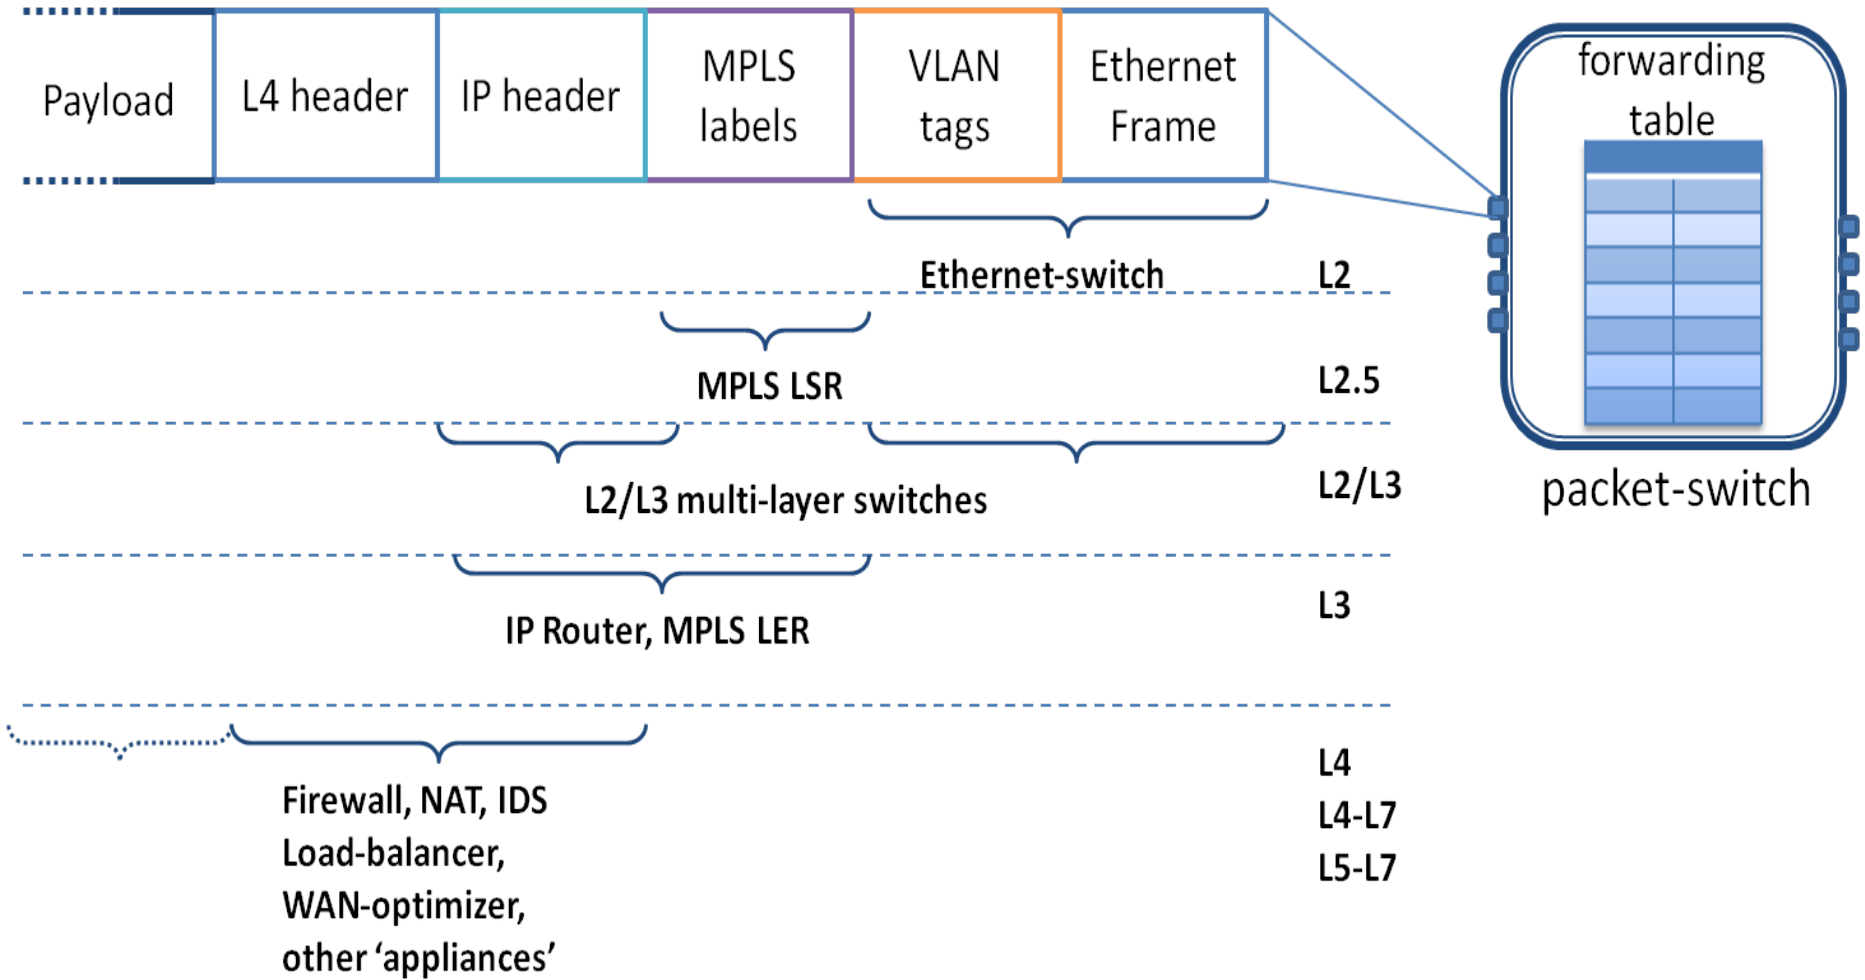 Payload
L4 header
IP header
MPLS
labels
VLAN
tags
Ethernet
Frame
forwarding
table
packet-switch
Ethernet-switch
L2
MPLS LSR
L2.5
L2/L3 multi-layer switches
L2/L3
IP Router, MPLS LER
L3
Firewall, NAT, IDS
Load-balancer,
WAN-optimizer,
other ‘appliances’
L4
L4-L7
L5-L7